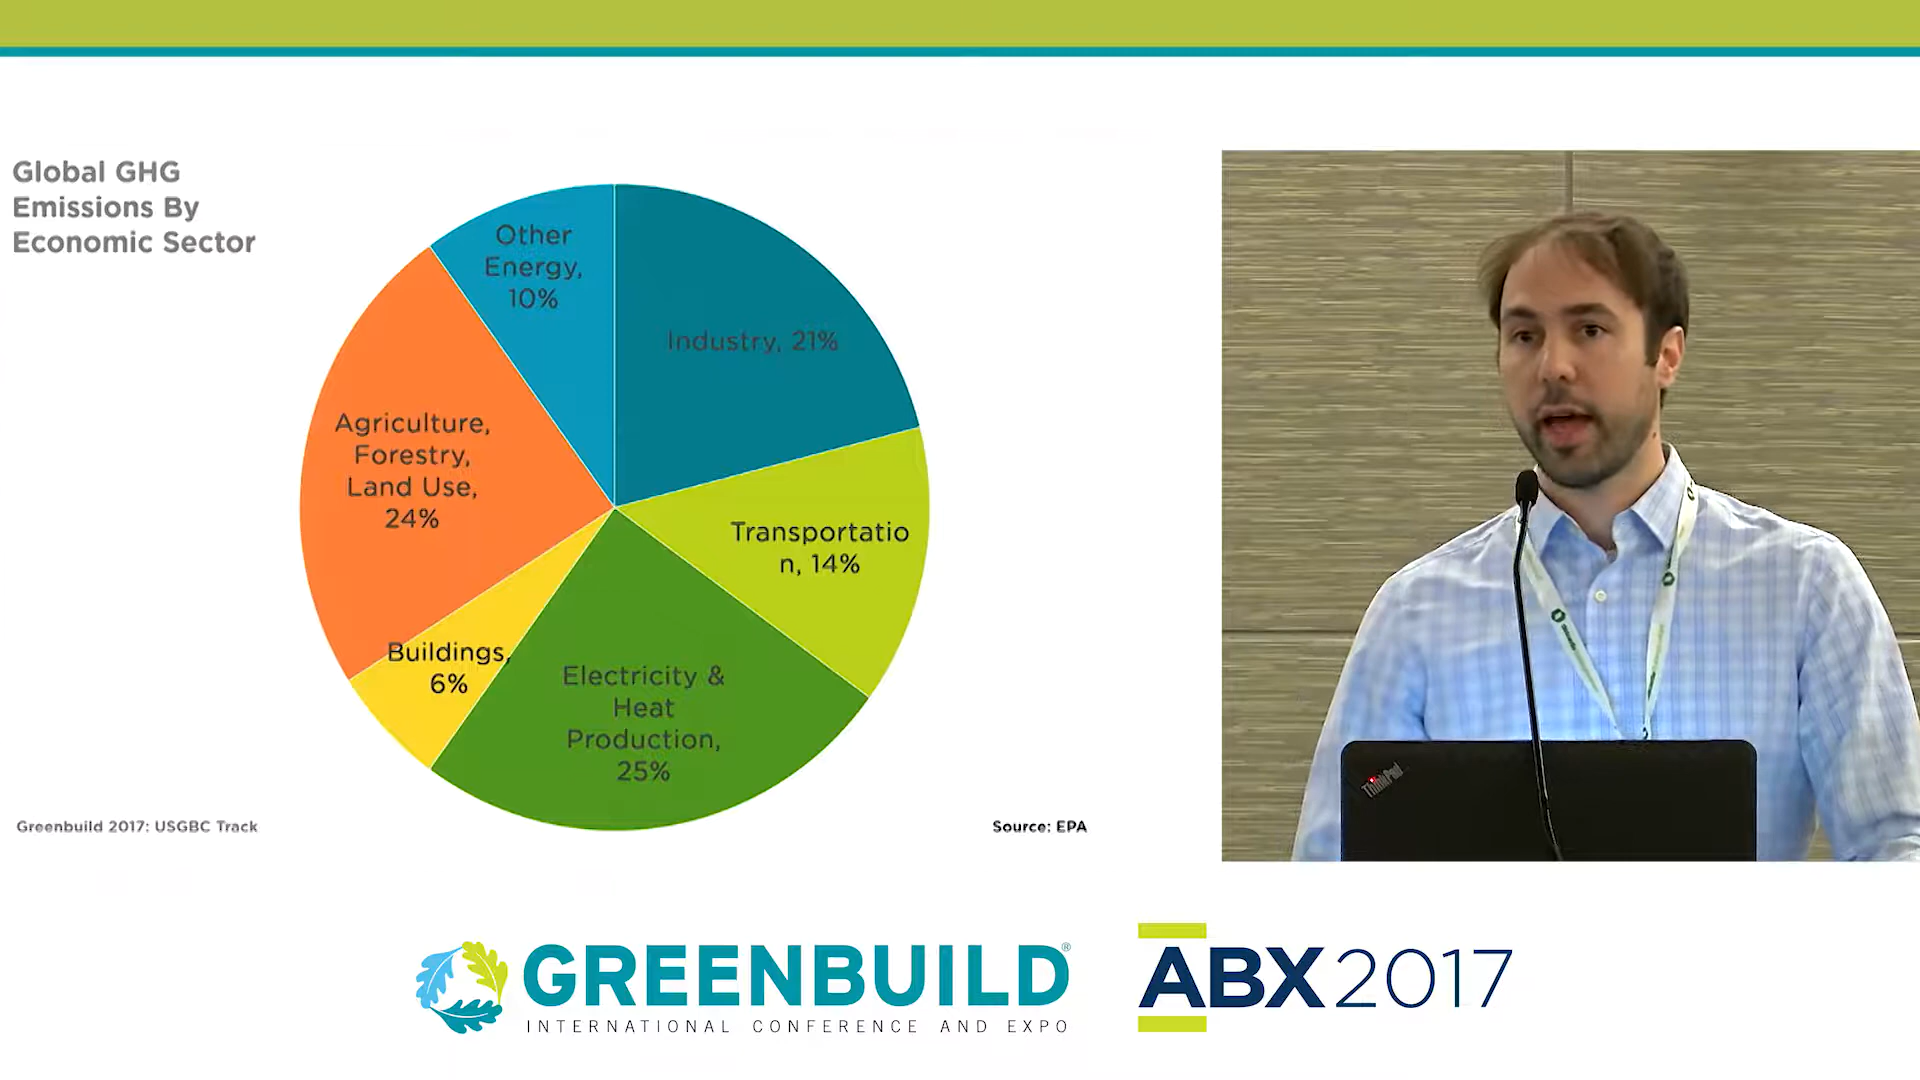 Global GHG
Emissions By
Economic Sector
Other
Energy,
10%
Industry, 21%
Agriculture,
Forestry,
Land Use,
24%
Transportatio
n, 14%
Buildings,
6%
Electricity &
Heat
Production,
25%
Greenbuild 2017: USGBC Track
Source: EPA
ThinkPad
GREENBUILD®
INTERNATIONAL CONFERENCE AND EXPO
ABX2017